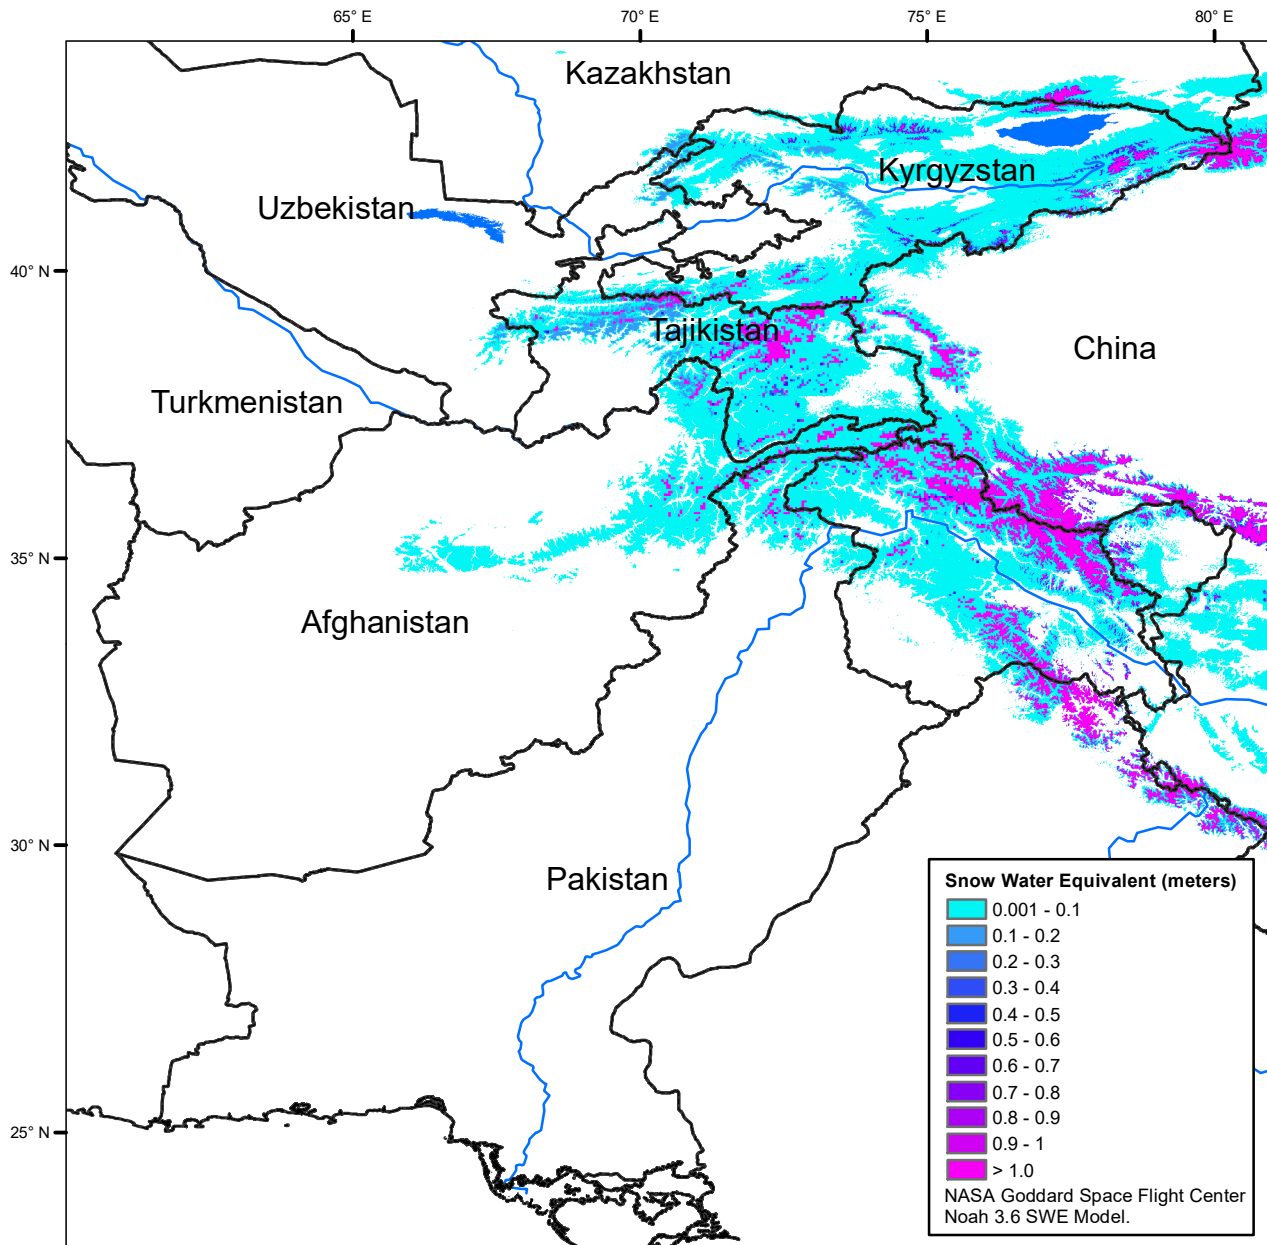 65° E
70° E
75° E
80° E
Kazakhstan
Kyrgyzstan
Uzbekistan
40° N
Tajikistan
China
Turkmenistan
35° N
Afghanistan
30° N
Pakistan
25° N
Snow Water Equivalent (meters)
0.001 - 0.1
0.1 - 0.2
0.2 - 0.3
0.3 - 0.4
0.4 - 0.5
0.5 - 0.6
0.6 - 0.7
0.7 - 0.8
0.8 - 0.9
0.9 - 1
> 1.0
NASA Goddard Space Flight Center
Noah 3.6 SWE Model.